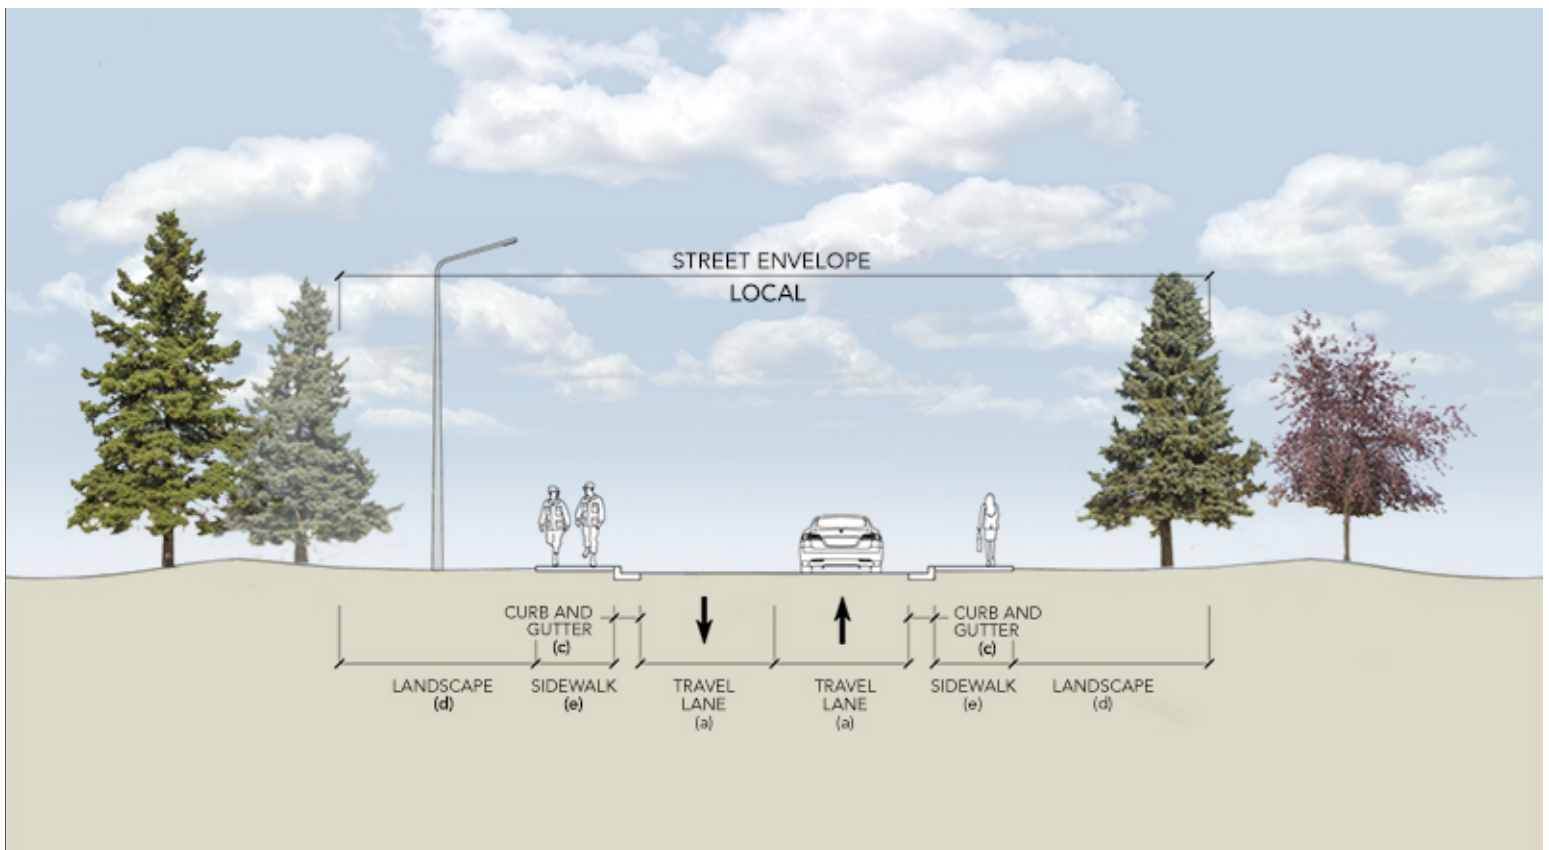 STREET ENVELOPE
LOCAL
CURB AND
GUTTER
(c)
CURB AND
GUTTER
(c)
LANDSCAPE
(d)
SIDEWALK
(e)
TRAVEL
LANE
(a)
TRAVEL
LANE
(a)
SIDEWALK
(e)
LANDSCAPE
(d)